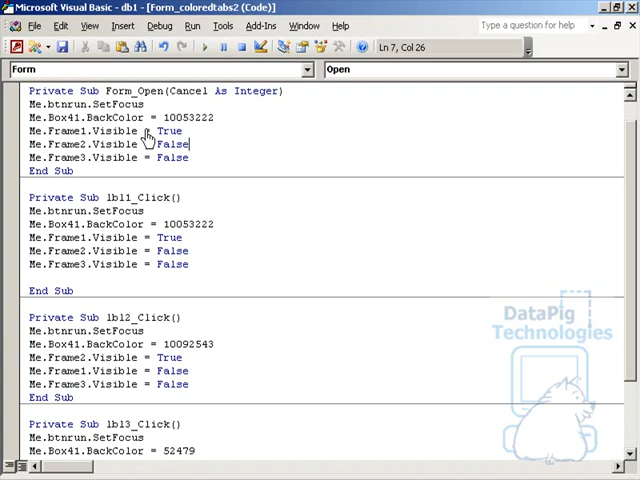 Microsoft Visual Basic - db1 - [Form_coloredtabs2 (Code)]
File Edit View Insert Debug Run Tools Add-Ins Window Help
Type a question for help
Ln 7, Col 26
Form
Open
Private Sub Form_Open(Cancel As Integer)
Me.btnrun.SetFocus
Me.Box41.BackColor = 10053222
Me.Frame1.Visible = True
Me.Frame2.Visible = False
Me.Frame3.Visible = False
End Sub
Private Sub lbl1_Click()
Me.btnrun.SetFocus
Me.Box41.BackColor = 10053222
Me.Frame1.Visible = True
Me.Frame2.Visible = False
Me.Frame3.Visible = False
End Sub
Private Sub lbl2_Click()
Me.btnrun.SetFocus
Me.Box41.BackColor = 10092543
Me.Frame2.Visible = True
Me.Frame1.Visible = False
Me.Frame3.Visible = False
End Sub
Private Sub lbl3_Click()
Me.btnrun.SetFocus
Me.Box41.BackColor = 52479
DataPig
Technologies